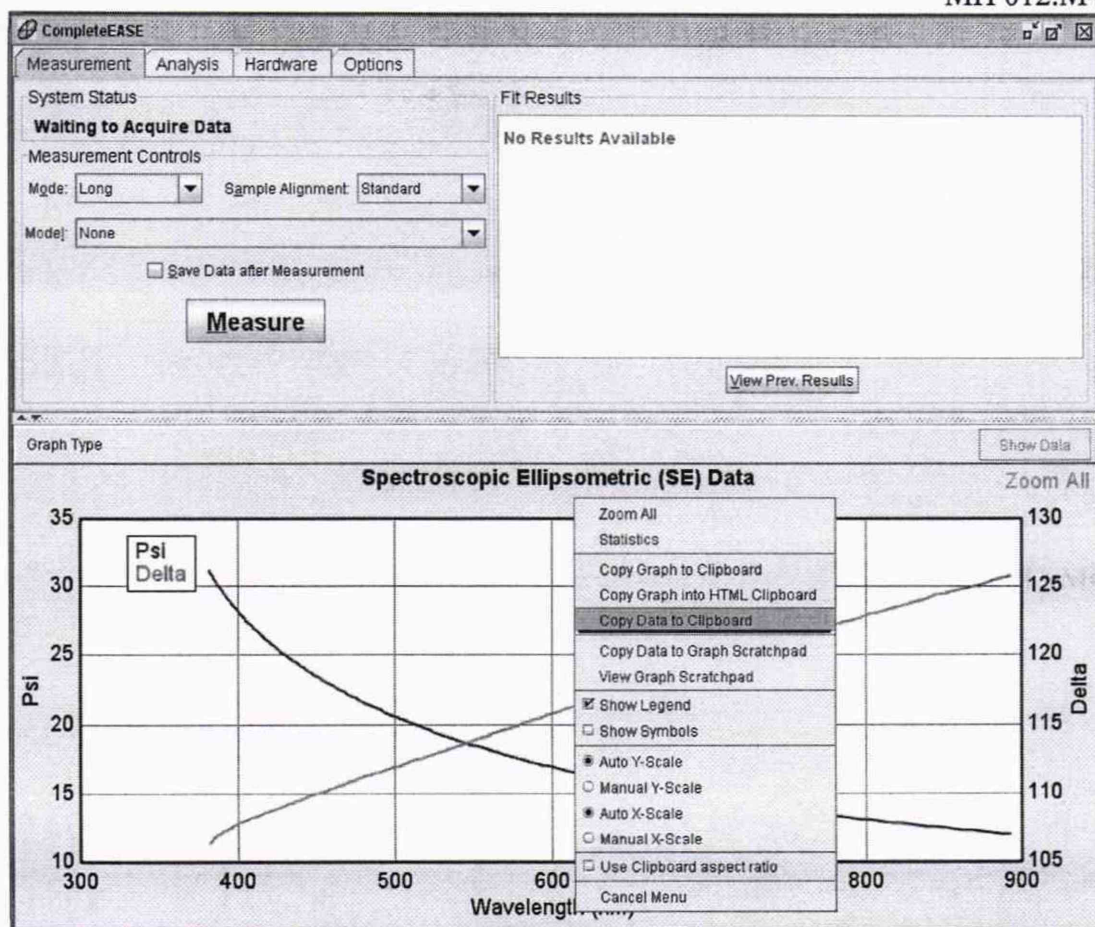 CompleteEASE
Measurement Analysis Hardware Options
System Status
Waiting to Acquire Data
Measurement Controls
Mode: Long Sample Alignment: Standard
Model: None
Save Data after Measurement
Measure
Fit Results
No Results Available
View Prev. Results
Graph Type
Show Data
Spectroscopic Ellipsometric (SE) Data
Zoom All
Psi
Delta
35
30
25
20
15
10
Psi
Zoom All
Statistics
Copy Graph to Clipboard
Copy Graph into HTML Clipboard
Copy Data to Clipboard
Copy Data to Graph Scratchpad
View Graph Scratchpad
Show Legend
Show Symbols
Auto Y-Scale
Manual Y-Scale
Auto X-Scale
Manual X-Scale
Use Clipboard aspect ratio
Cancel Menu
130
125
120
115
110
105
Delta
300 400 500 600 800 900
Wavelength